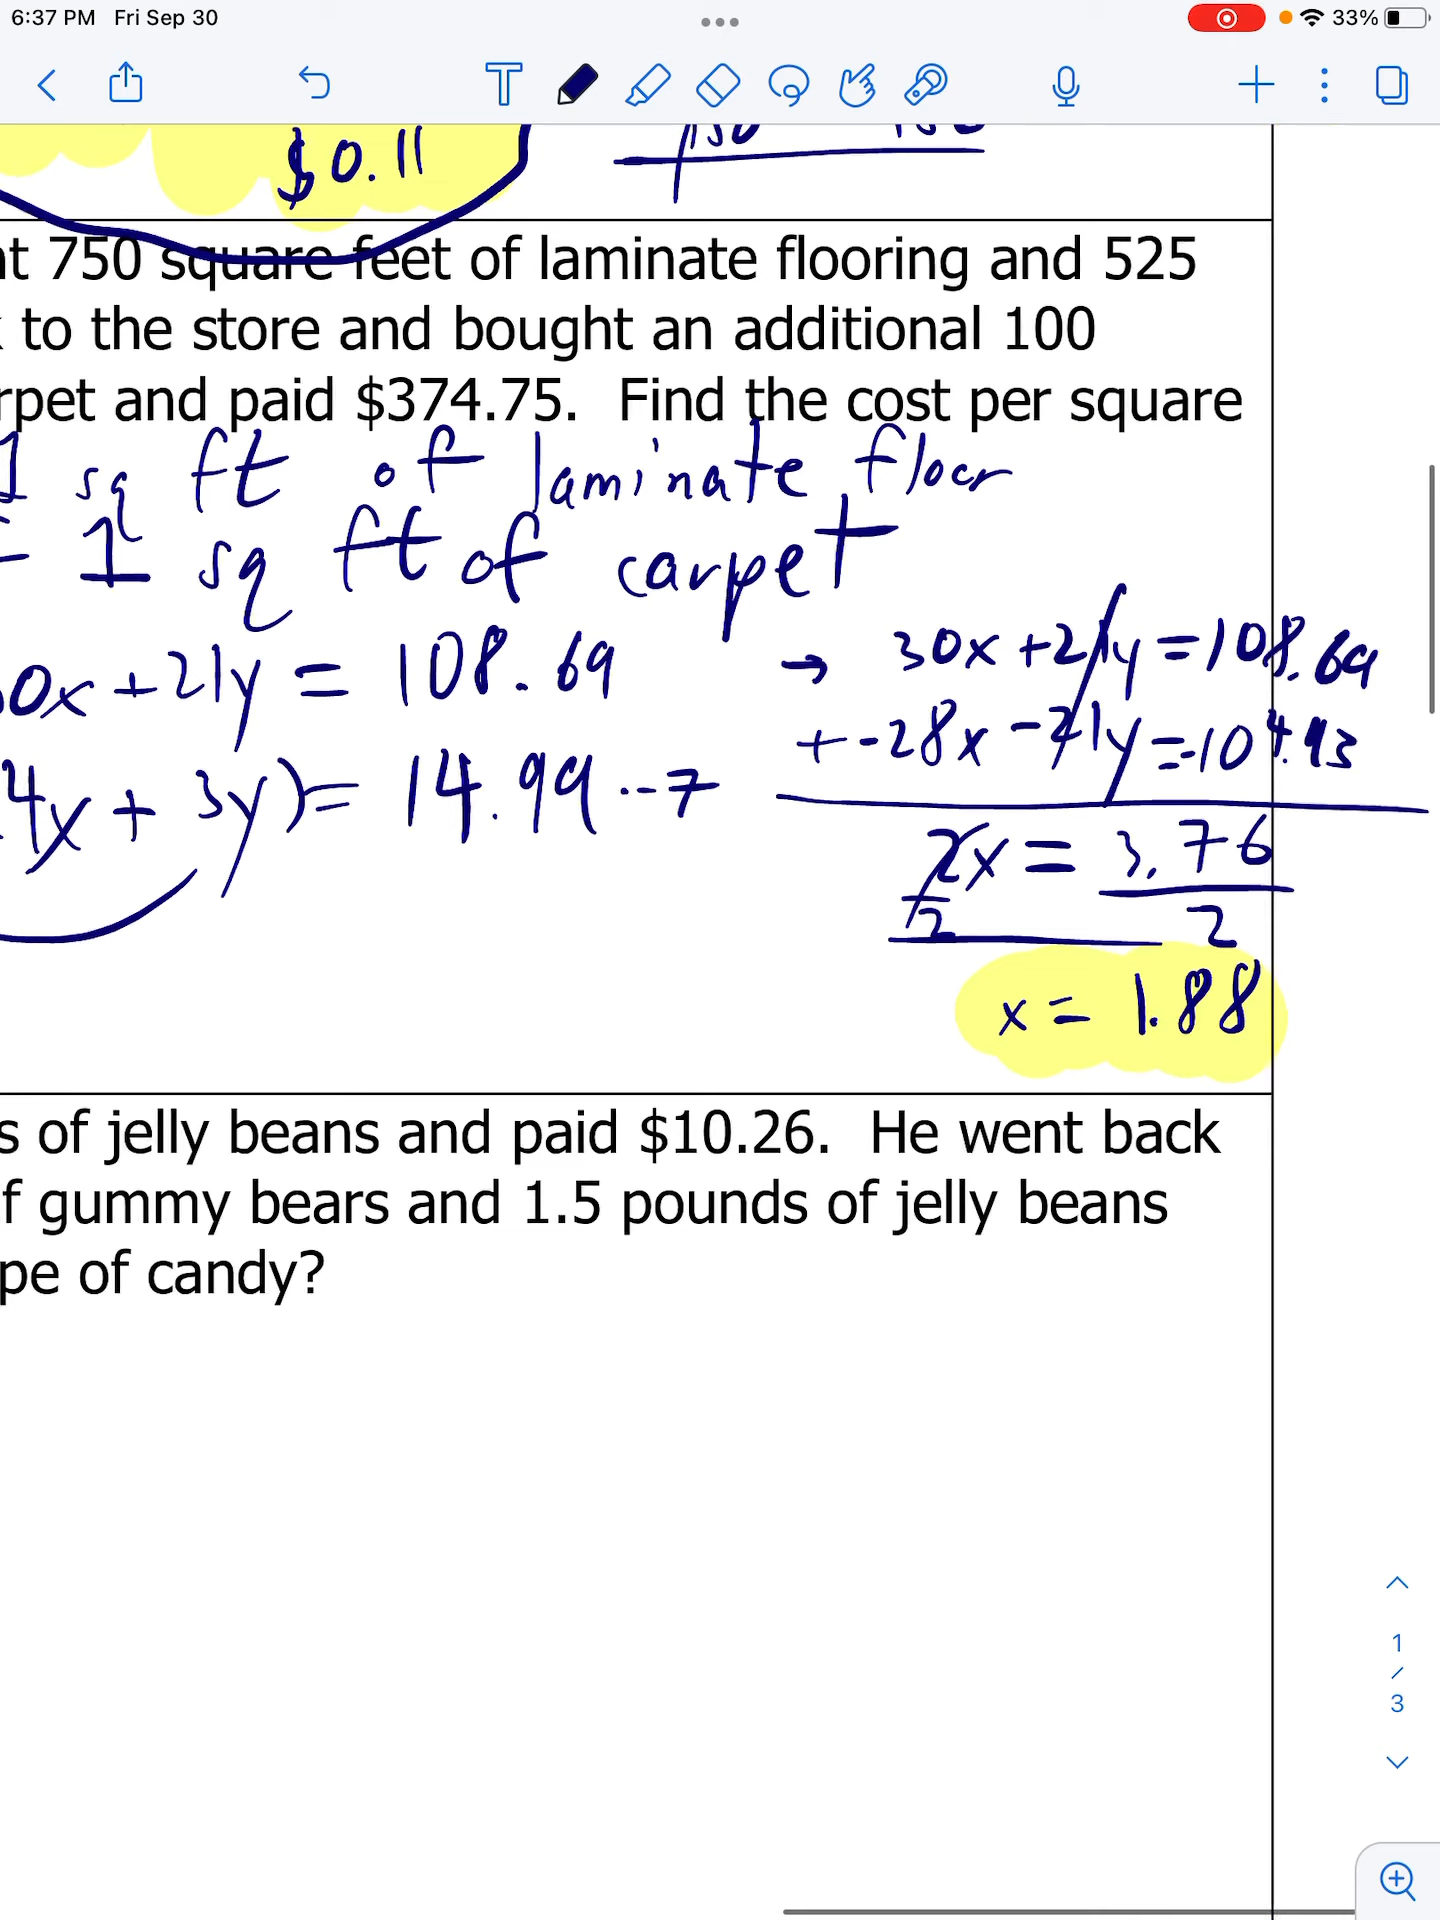 6:37 PM Fri Sep 30
33%
$0.11
750 square feet of laminate flooring and 525
to the store and bought an additional 100
and paid $374.75. Find the cost per square
1 sq ft of laminate floor
1 sq ft of carpet
0x + 21y = 108.69
4x + 3y) = 14.99 · -7
→ 30x + 21y = 108.69
+ -28x - 21y = -104.93
2x = 3.76
2 2
x = 1.88
of jelly beans and paid $10.26. He went back
gummy bears and 1.5 pounds of jelly beans
of candy?
1
/
3